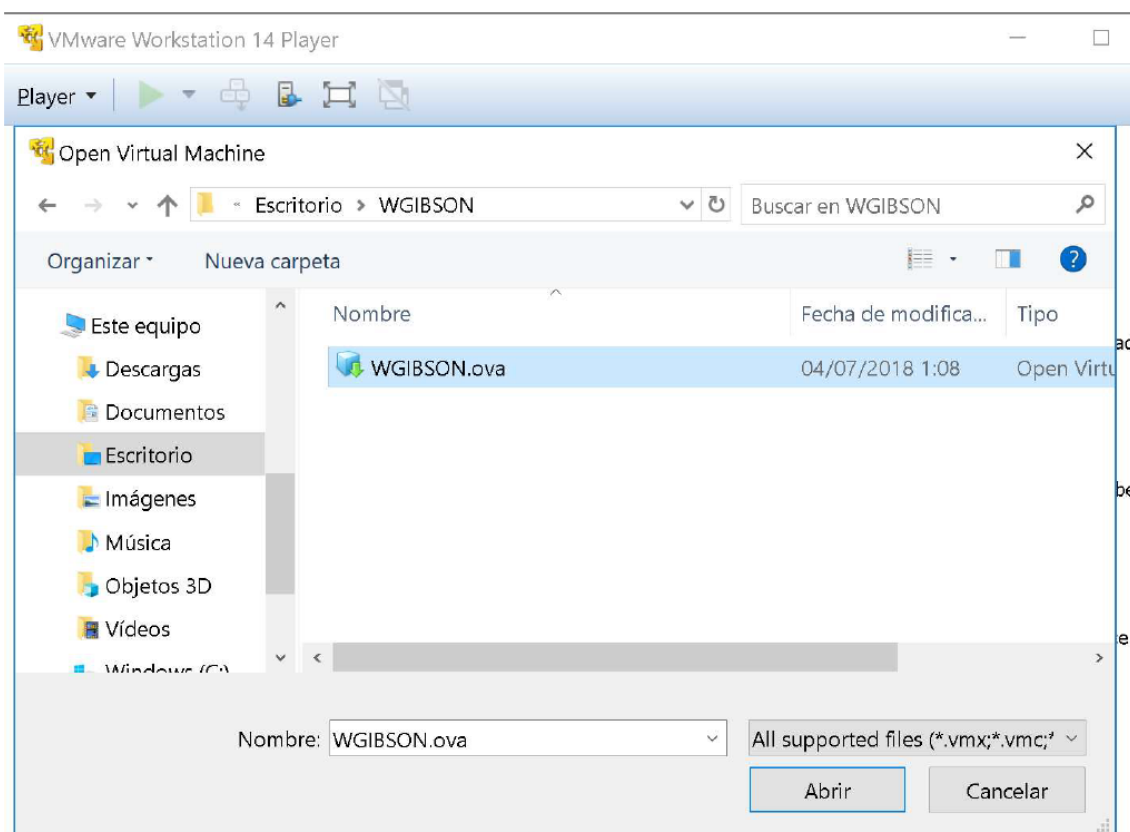 VMware Workstation 14 Player
Player
Open Virtual Machine
« Escritorio > WGIBSON
Buscar en WGIBSON
Organizar
Nueva carpeta
Nombre
Fecha de modifica...
Tipo
Este equipo
Descargas
Documentos
Escritorio
Imágenes
Música
Objetos 3D
Vídeos
Windows (C:)
WGIBSON.ova
04/07/2018 1:08
Open Virtu
Nombre:
WGIBSON.ova
All supported files (*.vmx;*.vmc;*
Abrir
Cancelar